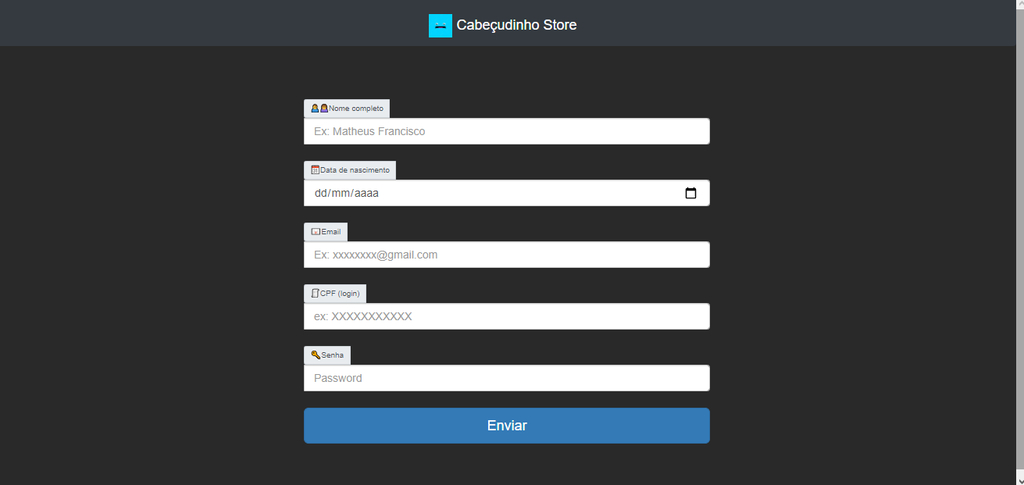 Cabeçudinho Store
Nome completo
Ex: Matheus Francisco
Data de nascimento
dd/mm/aaaa
Email
Ex: xxxxxxxx@gmail.com
CPF (login)
ex: XXXXXXXXXXX
Senha
Password
Enviar